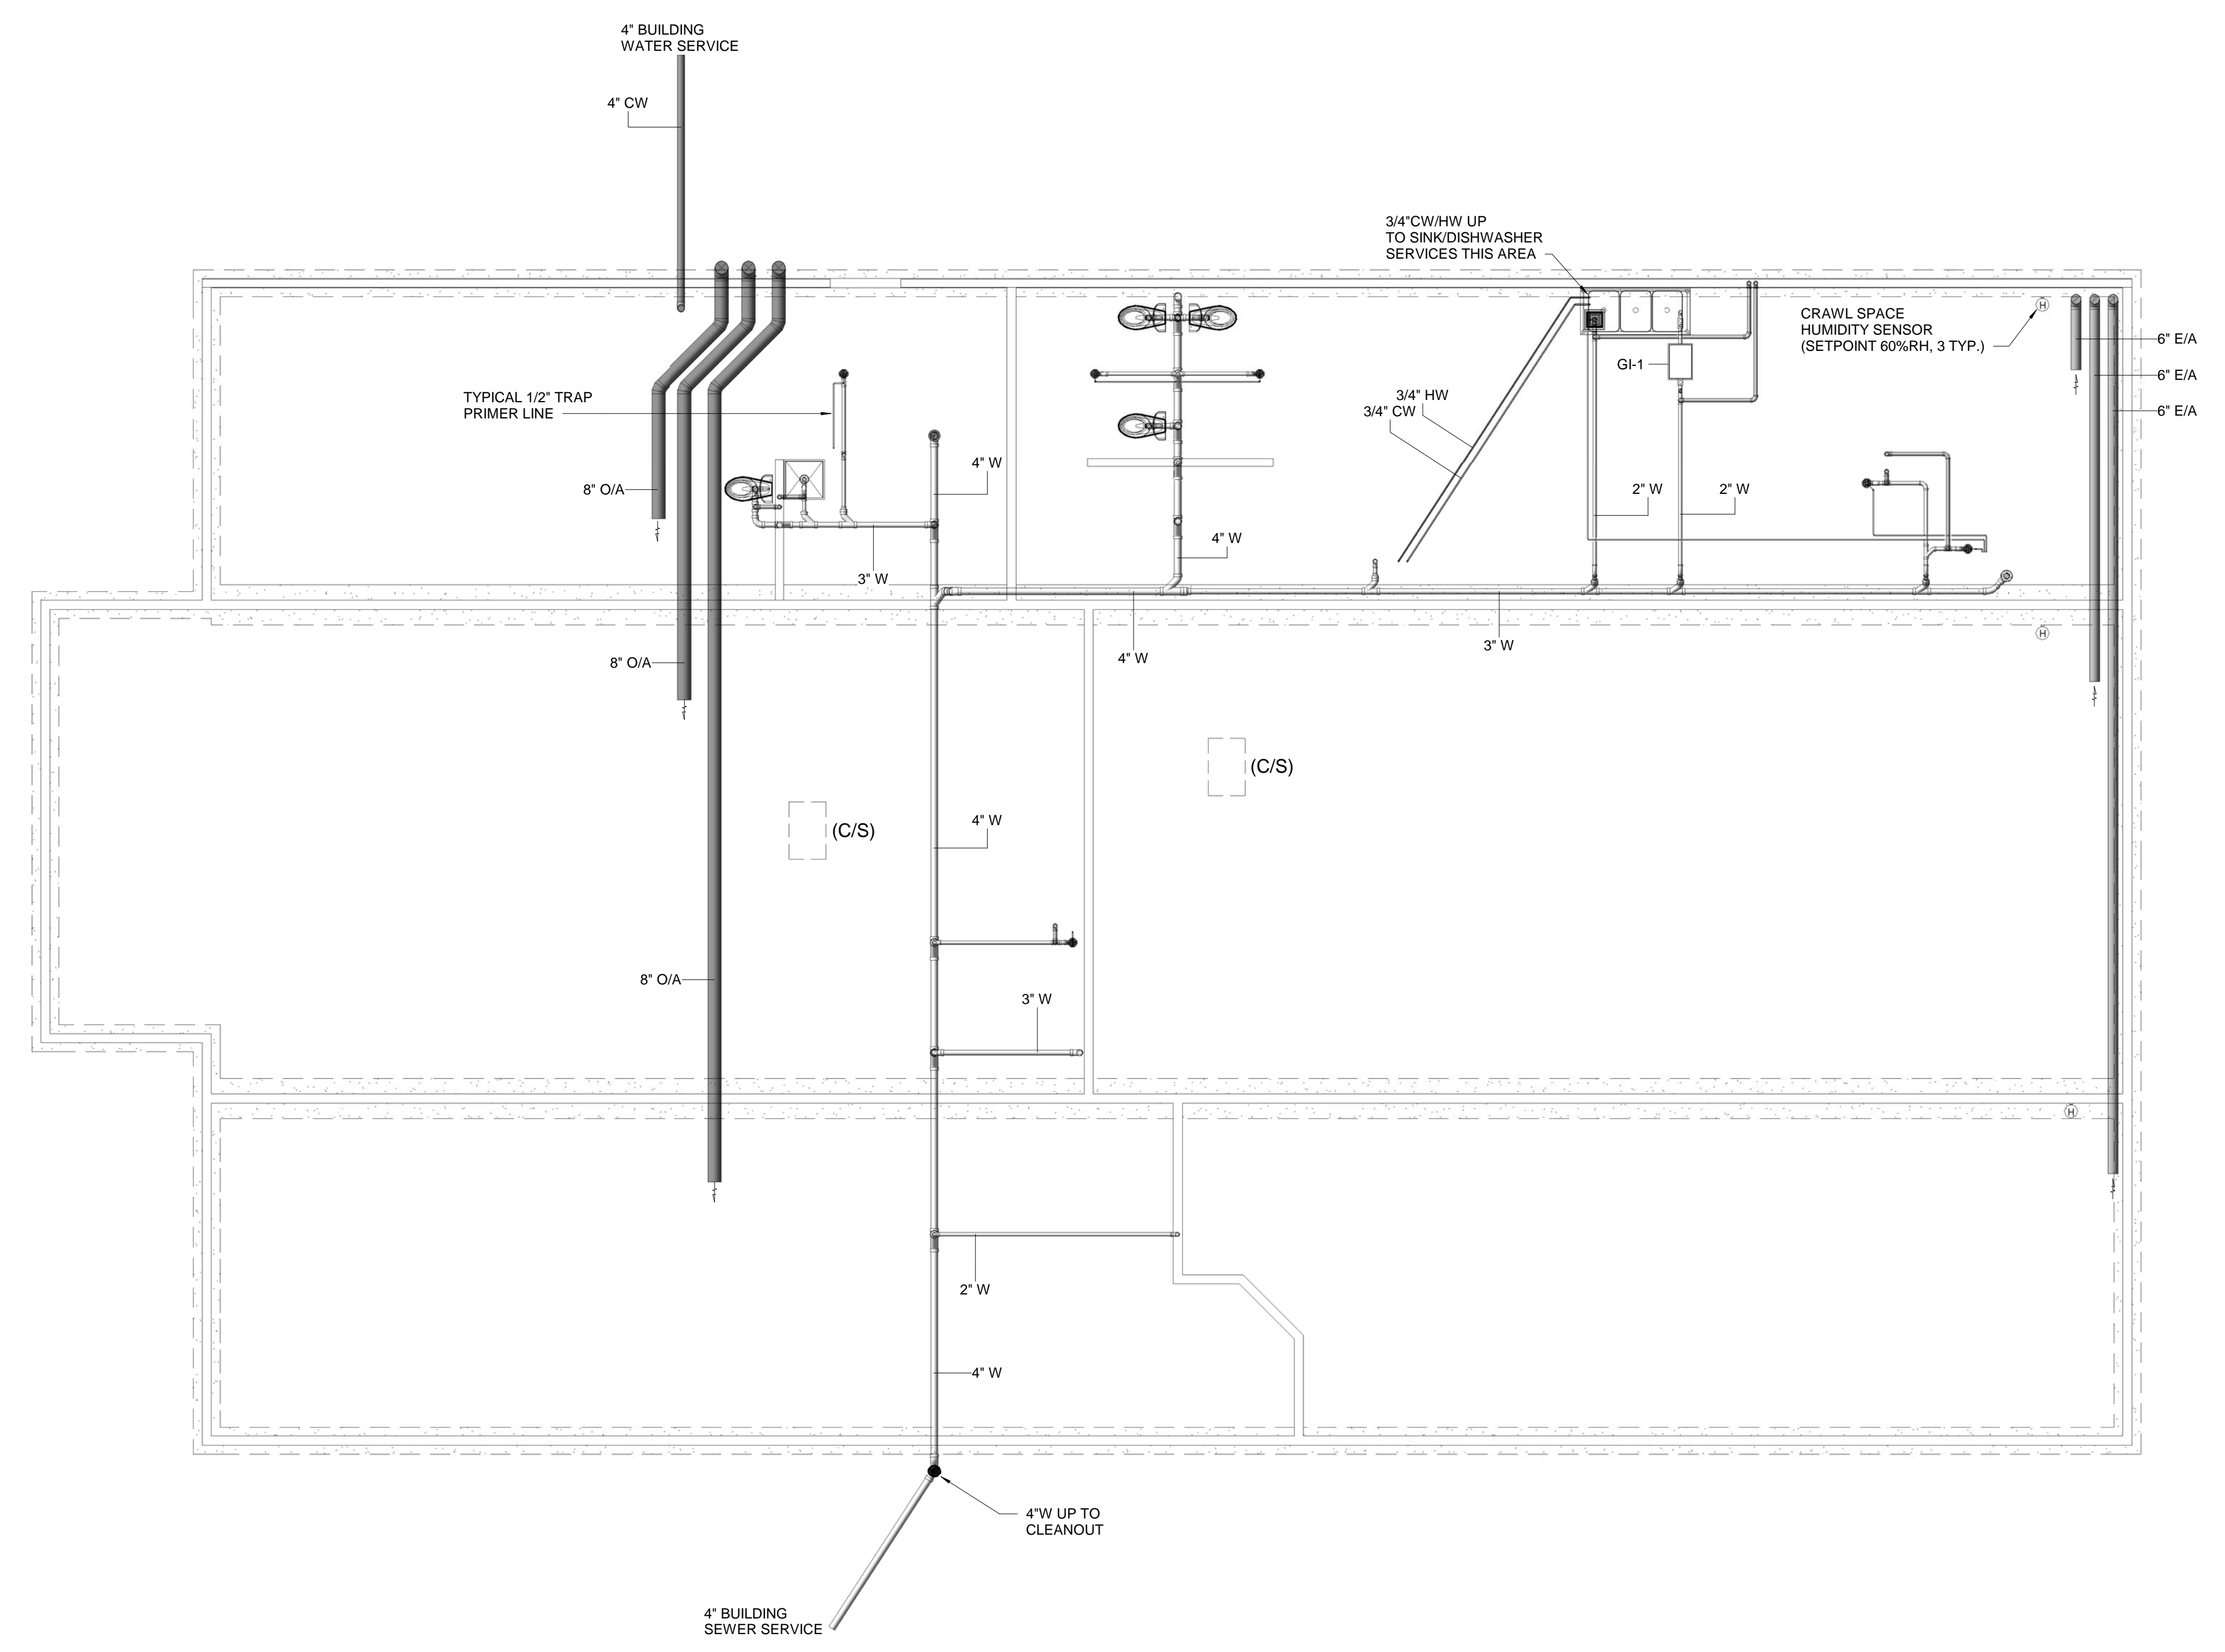 4" BUILDING
WATER SERVICE
4" CW
3/4"CW/HW UP
TO SINK/DISHWASHER
SERVICES THIS AREA
CRAWL SPACE
HUMIDITY SENSOR
(SETPOINT 60%RH, 3 TYP.)
H
6" E/A
6" E/A
6" E/A
GI-1
TYPICAL 1/2" TRAP
PRIMER LINE
3/4" HW
3/4" CW
4" W
8" O/A
2" W
2" W
4" W
3" W
H
3" W
4" W
8" O/A
(C/S)
4" W
(C/S)
8" O/A
3" W
H
2" W
4" W
4"W UP TO
CLEANOUT
4" BUILDING
SEWER SERVICE